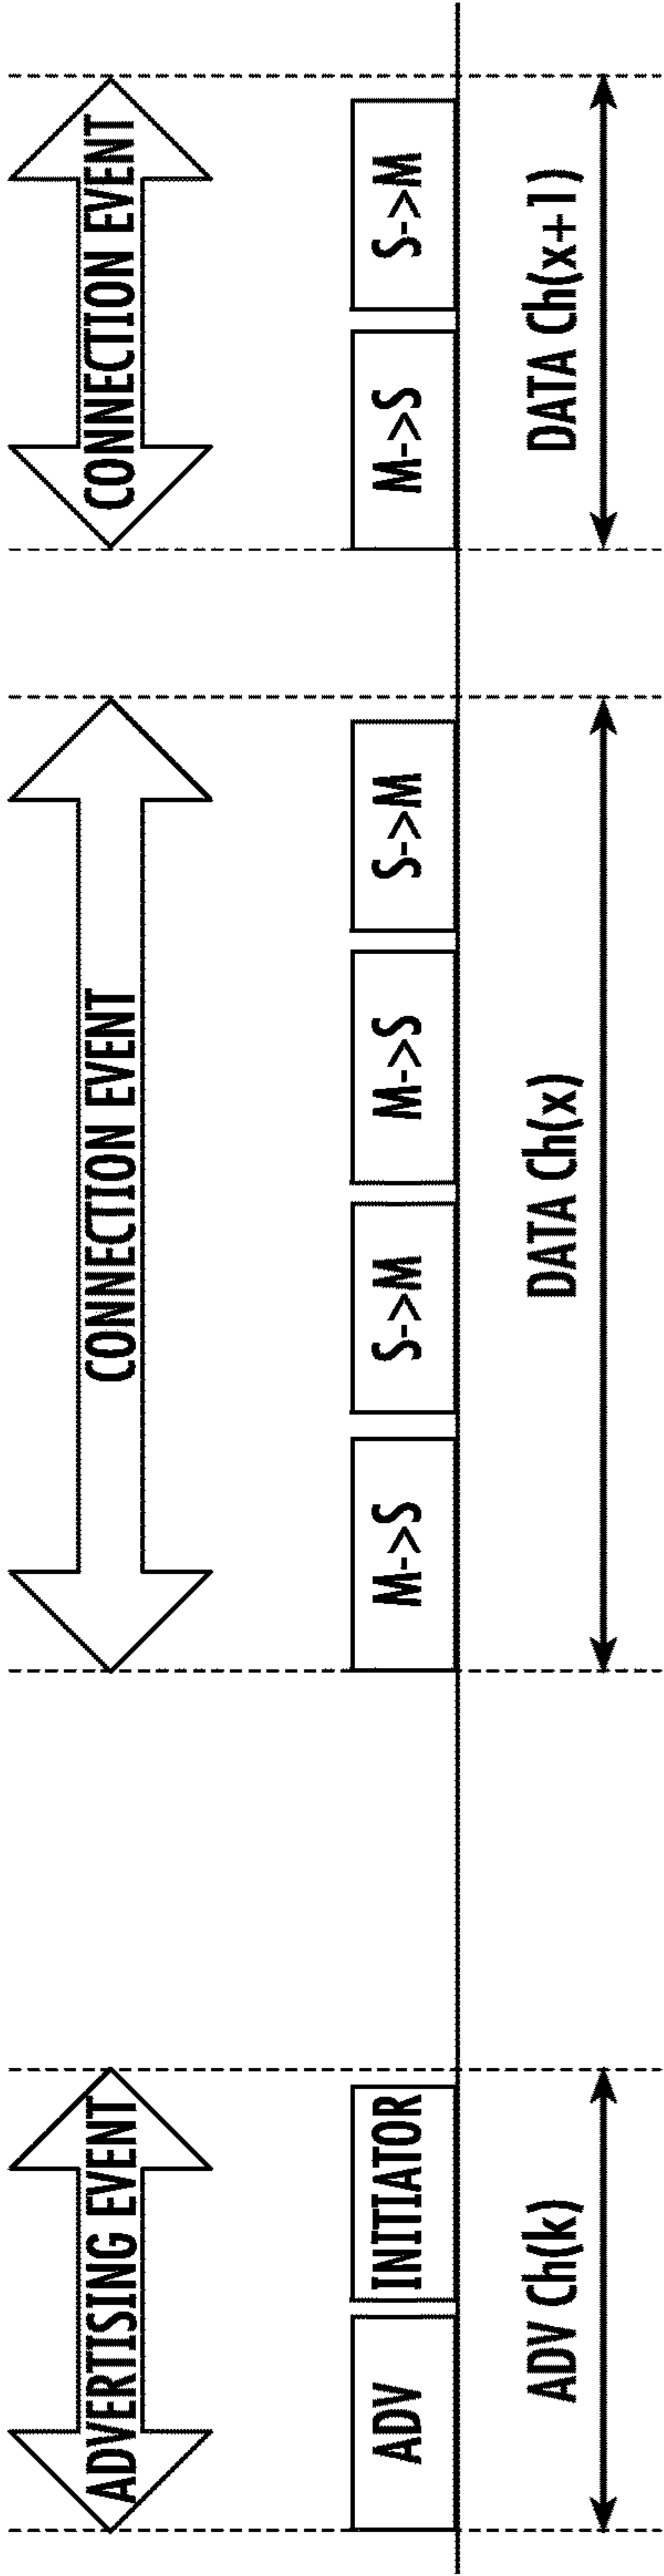 ADVERTISING EVENT
CONNECTION EVENT
CONNECTION EVENT
ADV
INITIATOR
M->S
S->M
M->S
S->M
M->S
S->M
ADV Ch(k)
DATA Ch(x)
DATA Ch(x+1)